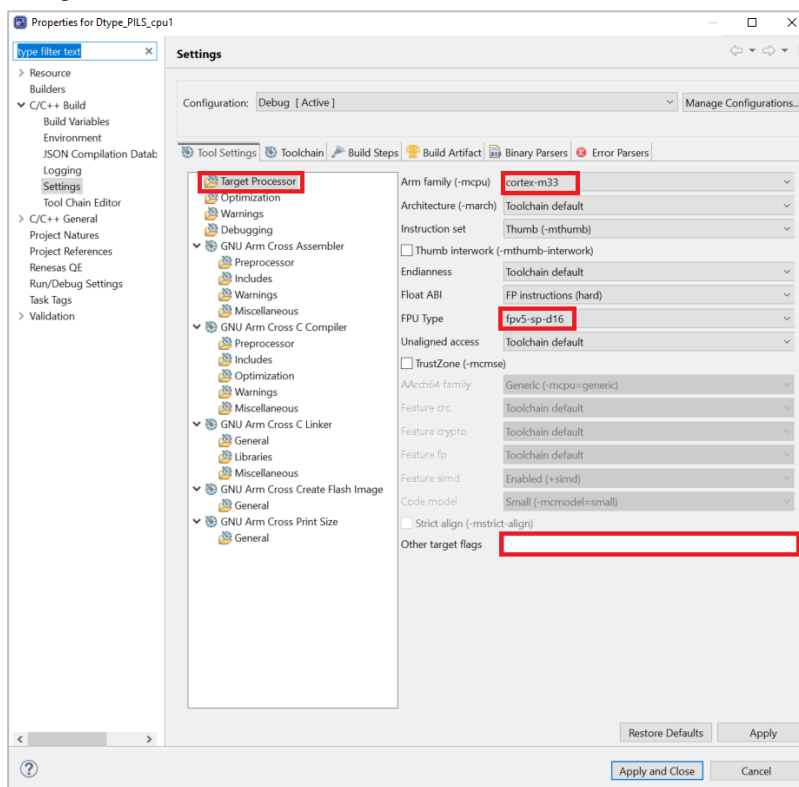 Properties for Dtype_PILS_cpu1
type filter text
Settings
Resource
Builders
C/C++ Build
Build Variables
Environment
JSON Compilation Datab
Logging
Settings
Tool Chain Editor
C/C++ General
Project Natures
Project References
Renesas QE
Run/Debug Settings
Task Tags
Validation
Configuration: Debug [ Active ]
Manage Configurations...
Tool Settings Toolchain Build Steps Build Artifact Binary Parsers Error Parsers
Target Processor
Optimization
Warnings
Debugging
GNU Arm Cross Assembler
Preprocessor
Includes
Warnings
Miscellaneous
GNU Arm Cross C Compiler
Preprocessor
Includes
Optimization
Warnings
Miscellaneous
GNU Arm Cross C Linker
General
Libraries
Miscellaneous
GNU Arm Cross Create Flash Image
General
GNU Arm Cross Print Size
General
Arm family (-mcpu) cortex-m33
Architecture (-march) Toolchain default
Instruction set Thumb (-mthumb)
Thumb interwork (-mthumb-interwork)
Endianness Toolchain default
Float ABI FP instructions (hard)
FPU Type fpv5-sp-d16
Unaligned access Toolchain default
TrustZone (-mcmse)
AArch64 family Generic (-mcpu=generic)
Feature crc Toolchain default
Feature crypto Toolchain default
Feature fp Toolchain default
Feature simd Enabled (+simd)
Code model Small (-mcmodel=small)
Strict align (-mstrict-align)
Other target flags
Restore Defaults Apply
Apply and Close Cancel